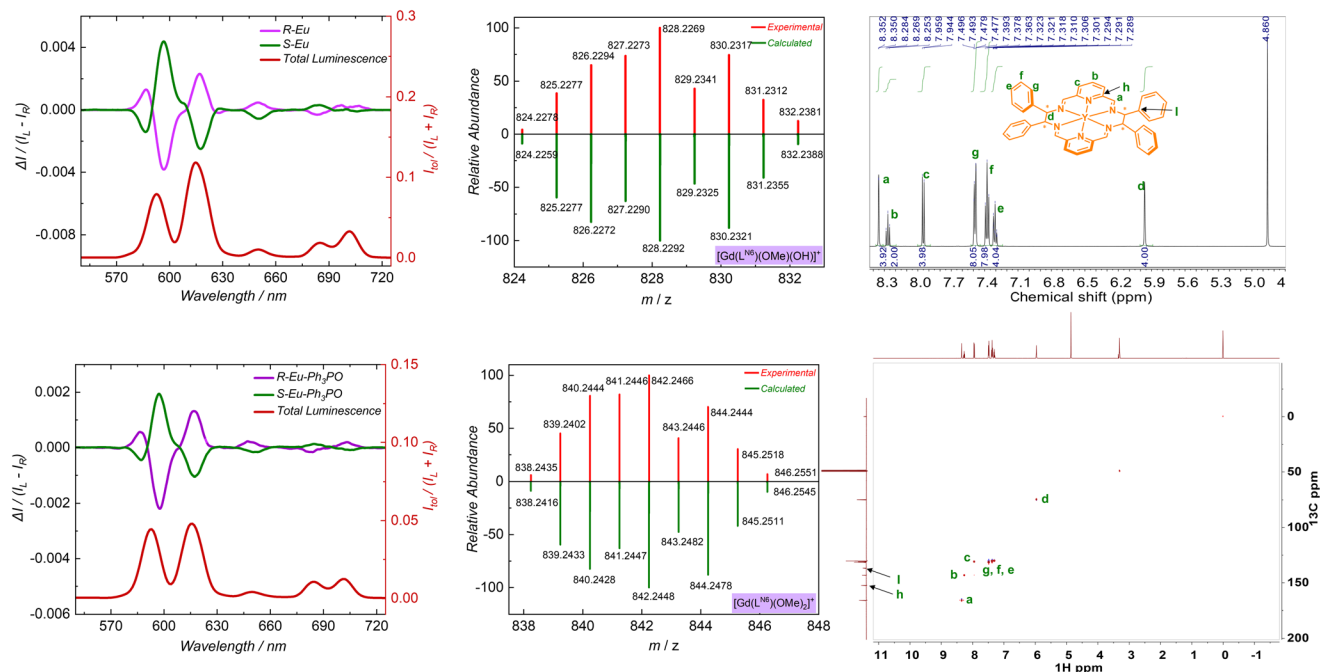 R-Eu
S-Eu
Total Luminescence
0.004
0.000
-0.004
-0.008
0.3
0.2
0.1
0.0
570 600 630 660 690 725
Wavelength / nm
ΔI / (I_L - I_R)
I_tol / (I_L + I_R)
Experimental
Calculated
100
50
0
-50
-100
Relative Abundance
824.2278
825.2277
826.2294
827.2273
828.2269
829.2341
830.2317
831.2312
832.2381
824.2259
825.2277
826.2272
827.2290
828.2292
829.2325
830.2321
831.2355
832.2388
[Gd(L^N6)(OMe)(OH)]+
824 826 828 830 832
m / z
8.352
8.350
8.284
8.269
8.253
7.959
7.944
7.496
7.493
7.479
7.477
7.393
7.378
7.363
7.323
7.321
7.318
7.310
7.306
7.301
7.294
7.291
7.289
4.860
f
g
e
d
c
b
h
a
l
N
N
N
Y
N
N
N
a
b
c
g
f
e
d
3.92
2.00
3.98
8.05
7.98
4.04
4.00
8.3 8.0 7.7 7.4 7.1 6.8 6.5 6.2 5.9 5.6 5.3 5.0 4
Chemical shift (ppm)
R-Eu-Ph3PO
S-Eu-Ph3PO
Total Luminescence
0.002
0.000
-0.002
-0.004
-0.006
0.15
0.10
0.05
0.00
570 600 630 660 690 725
Wavelength / nm
ΔI / (I_L - I_R)
I_tol / (I_L + I_R)
Experimental
Calculated
100
50
0
-50
-100
Relative Abundance
838.2435
839.2402
840.2444
841.2446
842.2466
843.2446
844.2444
845.2518
846.2551
838.2416
839.2433
840.2428
841.2447
842.2448
843.2482
844.2478
845.2511
846.2545
[Gd(L^N6)(OMe)2]+
838 840 842 844 846 848
m / z
d
c
g, f, e
b
a
l
h
0
50
100
150
200
13C ppm
11 10 9 8 7 6 5 4 3 2 1 0 -1
1H ppm